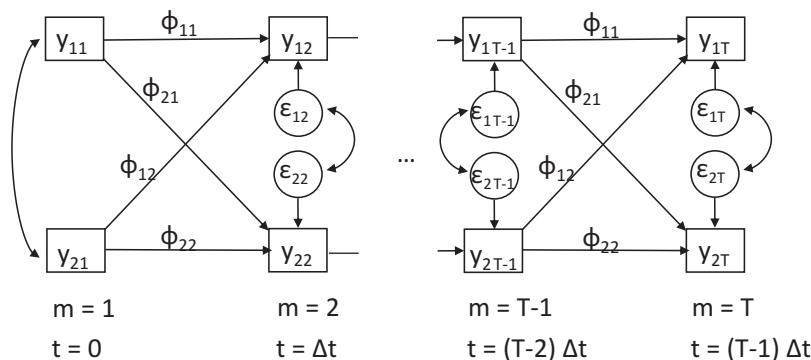 ϕ₁₁ ϕ₁₁
y₁₁ y₁₂ y₁T-₁ y₁T
ϕ₂₁ ϕ₂₁
ε₁₂ ε₁T-₁ ε₁T
...
ϕ₁₂ ε₂₂ ε₂T-₁ ϕ₁₂ ε₂T
ϕ₂₂ ϕ₂₂
y₂₁ y₂₂ y₂T-₁ y₂T
m = 1 m = 2 m = T-1 m = T
t = 0 t = Δt t = (T-2) Δt t = (T-1) Δt